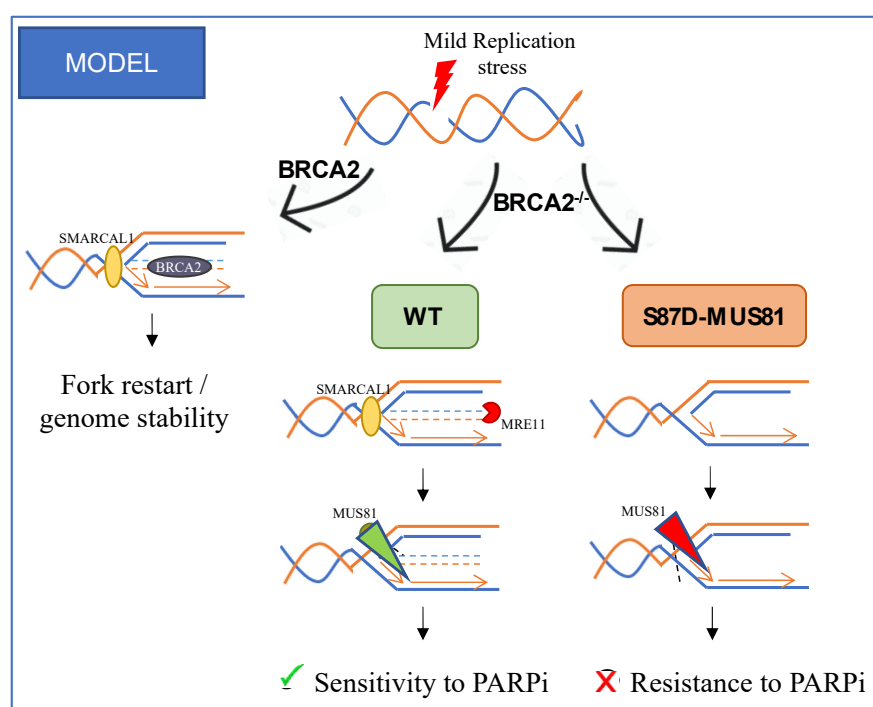 MODEL
Mild Replication
stress
BRCA2
BRCA2-/-
SMARCAL1
BRCA2
Fork restart /
genome stability
WT
S87D-MUS81
SMARCAL1
MRE11
MUS81
MUS81
Sensitivity to PARPi
Resistance to PARPi